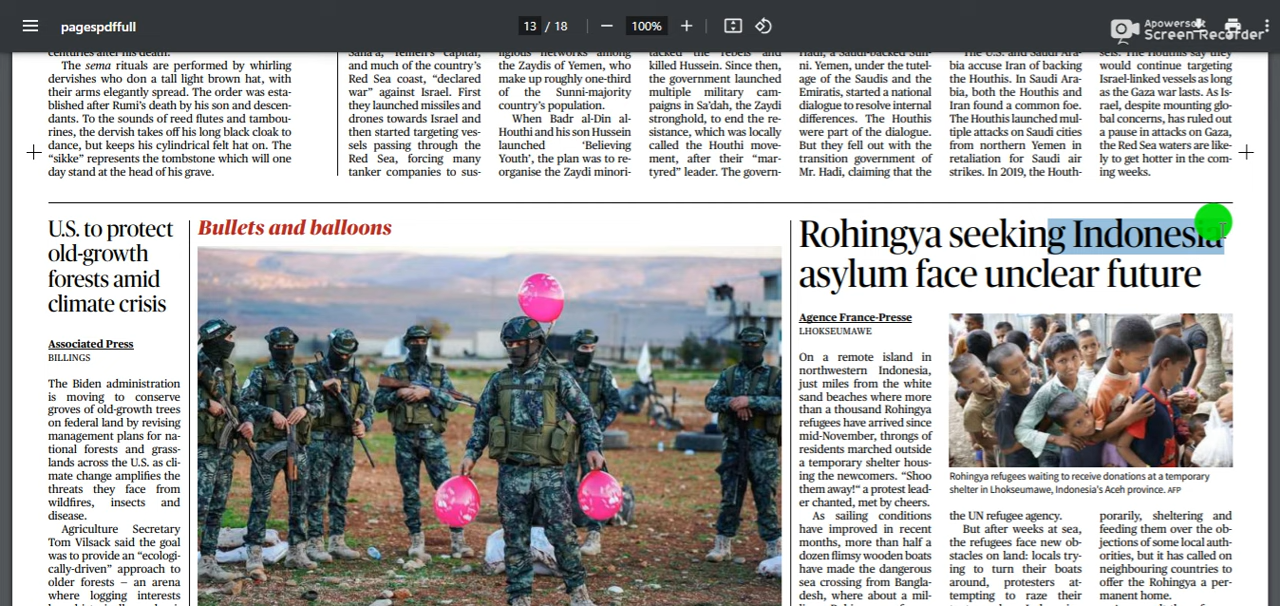 pagespdffull
13 / 18
100%
Apowersoft
Screen Recorder
centuries after his death.
The sema rituals are performed by whirling
dervishes who don a tall light brown hat, with
their arms elegantly spread. The order was esta-
blished after Rumi's death by his son and descen-
dants. To the sounds of reed flutes and tambou-
rines, the dervish takes off his long black cloak to
dance, but keeps his cylindrical felt hat on. The
“sikke” represents the tombstone which will one
day stand at the head of his grave.
Sana'a, Yemen's capital,
and much of the country's
Red Sea coast, “declared
war” against Israel. First
they launched missiles and
drones towards Israel and
then started targeting ves-
sels passing through the
Red Sea, forcing many
tanker companies to sus-
ligious networks among
the Zaydis of Yemen, who
make up roughly one-third
of the Sunni-majority
country's population.
When Badr al-Din al-
Houthi and his son Hussein
launched ‘Believing
Youth’, the plan was to re-
organise the Zaydi minori-
tacked the rebels and
killed Hussein. Since then,
the government launched
multiple military cam-
paigns in Sa'dah, the Zaydi
stronghold, to end the re-
sistance, which was locally
called the Houthi move-
ment, after their “mar-
tyred” leader. The govern-
Hadi, a Saudi-backed Sun-
ni. Yemen, under the tutel-
age of the Saudis and the
Emiratis, started a national
dialogue to resolve internal
differences. The Houthis
were part of the dialogue.
But they fell out with the
transition government of
Mr. Hadi, claiming that the
The U.S. and Saudi Ara-
bia accuse Iran of backing
the Houthis. In Saudi Ara-
bia, both the Houthis and
Iran found a common foe.
The Houthis launched mul-
tiple attacks on Saudi cities
from northern Yemen in
retaliation for Saudi air
strikes. In 2019, the Houth-
sels. The Houthis say they
would continue targeting
Israel-linked vessels as long
as the Gaza war lasts. As Is-
rael, despite mounting glo-
bal concerns, has ruled out
a pause in attacks on Gaza,
the Red Sea waters are like-
ly to get hotter in the com-
ing weeks.
U.S. to protect
old-growth
forests amid
climate crisis
Associated Press
BILLINGS
The Biden administration
is moving to conserve
groves of old-growth trees
on federal land by revising
management plans for na-
tional forests and grass-
lands across the U.S. as cli-
mate change amplifies the
threats they face from
wildfires, insects and
disease.
Agriculture Secretary
Tom Vilsack said the goal
was to provide an “ecologi-
cally-driven” approach to
older forests – an arena
where logging interests
Bullets and balloons
Rohingya seeking Indonesia
asylum face unclear future
Agence France-Presse
LHOKSEUMAWE
On a remote island in
northwestern Indonesia,
just miles from the white
sand beaches where more
than a thousand Rohingya
refugees have arrived since
mid-November, throngs of
residents marched outside
a temporary shelter hous-
ing the newcomers. “Shoo
them away!“ a protest lead-
er chanted, met by cheers.
As sailing conditions
have improved in recent
months, more than half a
dozen flimsy wooden boats
have made the dangerous
sea crossing from Bangla-
desh, where about a mil-
Rohingya refugees waiting to receive donations at a temporary
shelter in Lhokseumawe, Indonesia's Aceh province. AFP
the UN refugee agency.
But after weeks at sea,
the refugees face new ob-
stacles on land: locals try-
ing to turn their boats
around, protesters at-
tempting to raze their
porarily, sheltering and
feeding them over the ob-
jections of some local auth-
orities, but it has called on
neighbouring countries to
offer the Rohingya a per-
manent home.